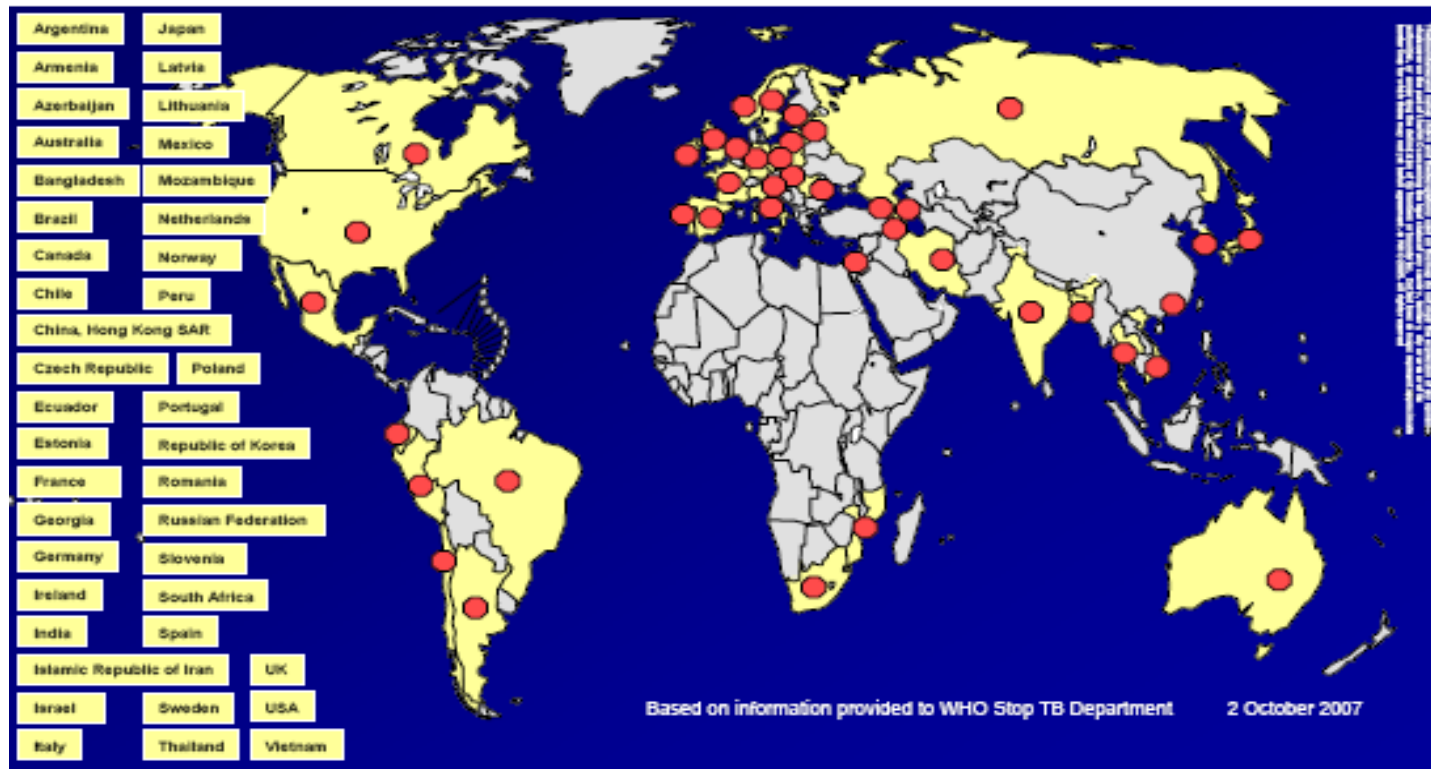 Argentina Japan
Armenia Latvia
Azerbaijan Lithuania
Australia Mexico
Bangladesh Mozambique
Brazil Netherlands
Canada Norway
Chile Peru
China, Hong Kong SAR
Czech Republic Poland
Ecuador Portugal
Estonia Republic of Korea
France Romania
Georgia Russian Federation
Germany Slovenia
Ireland South Africa
India Spain
Islamic Republic of Iran UK
Israel Sweden USA
Italy Thailand Vietnam
Based on information provided to WHO Stop TB Department 2 October 2007